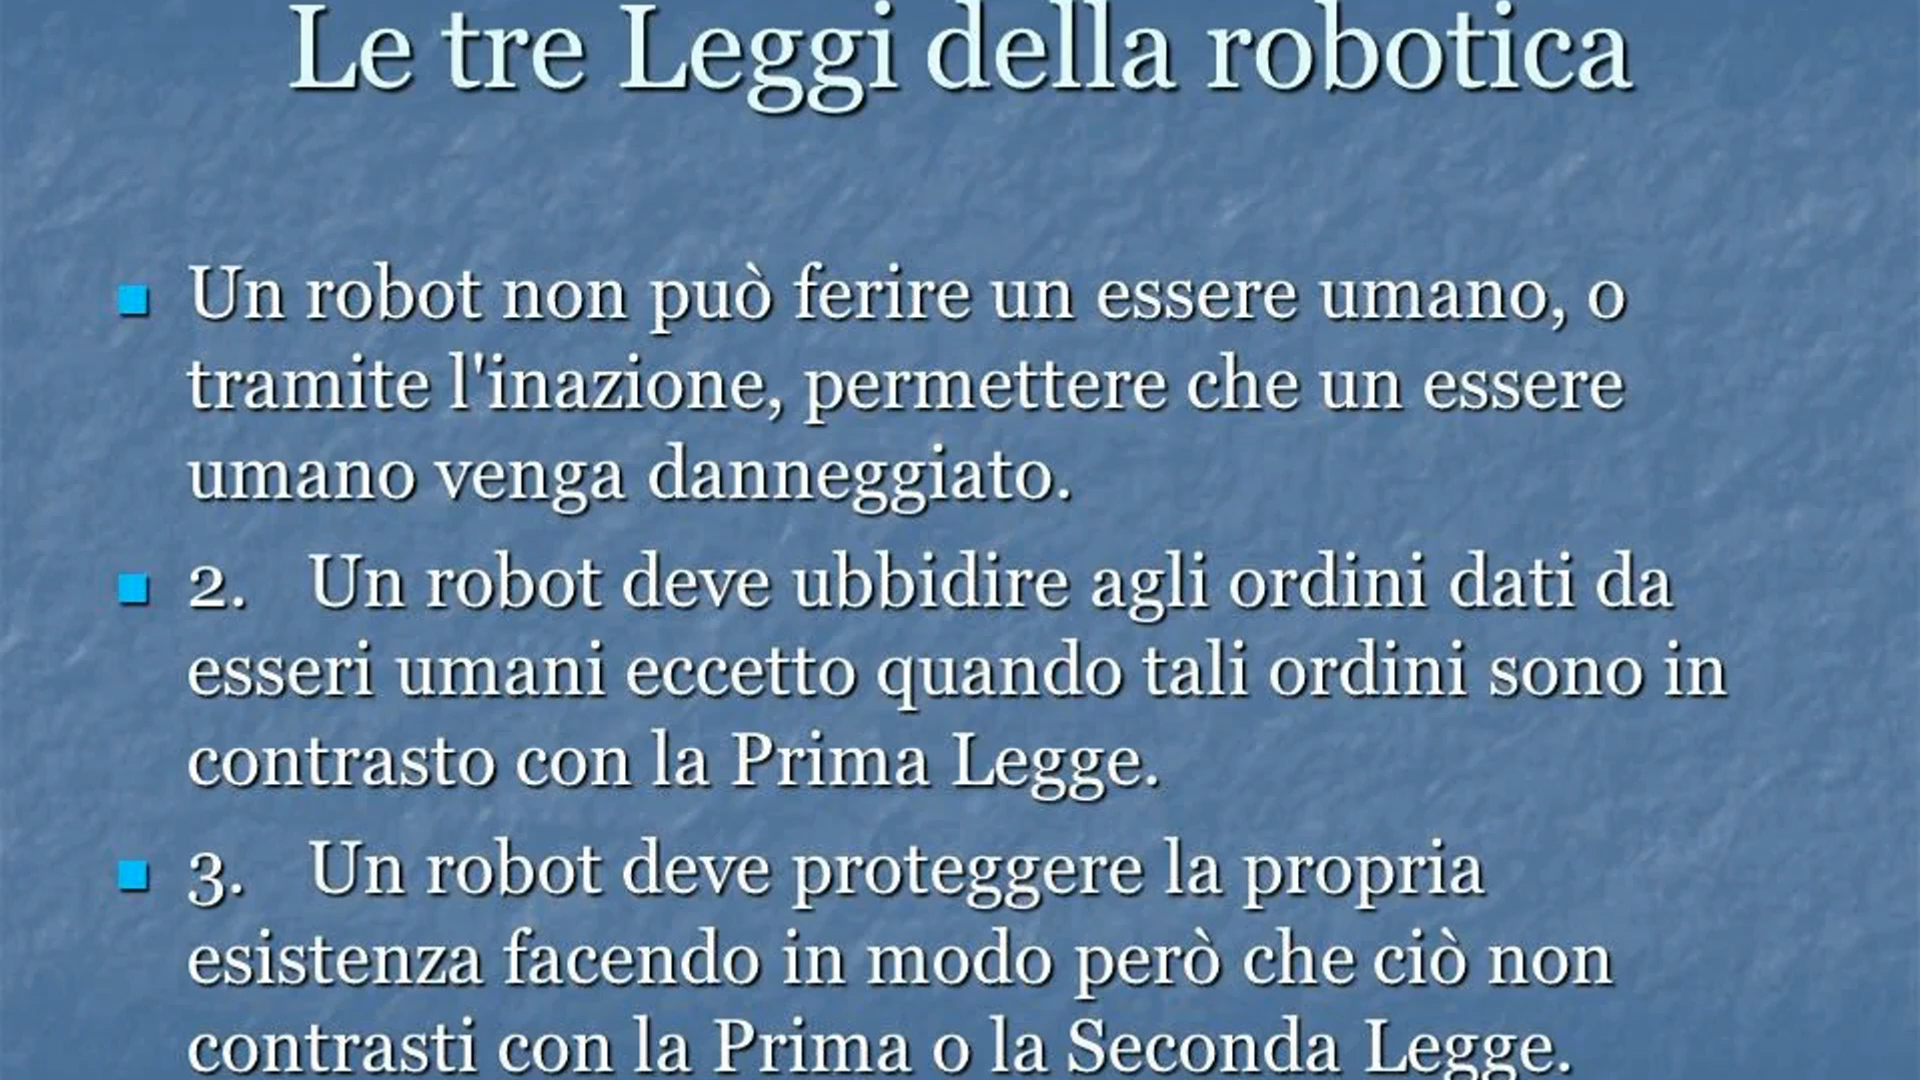 Le tre Leggi della robotica
Un robot non può ferire un essere umano, o
tramite l'inazione, permettere che un essere
umano venga danneggiato.
2. Un robot deve ubbidire agli ordini dati da
esseri umani eccetto quando tali ordini sono in
contrasto con la Prima Legge.
3. Un robot deve proteggere la propria
esistenza facendo in modo però che ciò non
contrasti con la Prima o la Seconda Legge.